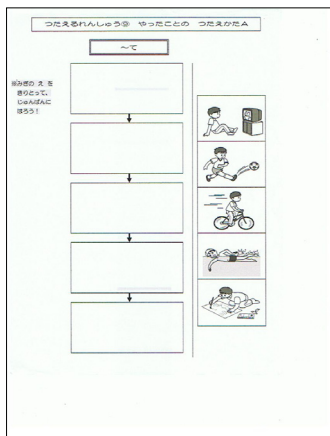 つたえるれんしゅう⑨ やったことの つたえかたA
～て
※みぎの え を
きりとって、
じゅんばんに
はろう！